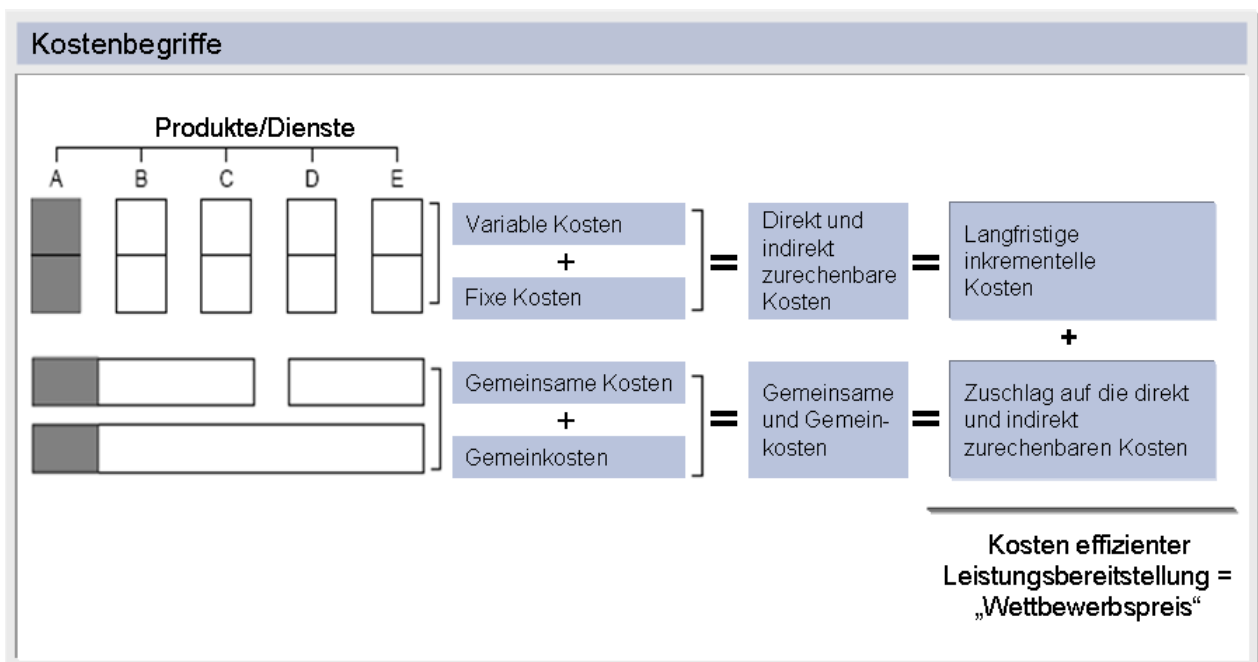 Kostenbegriffe
Produkte/Dienste
A B C D E
Variable Kosten
+
Fixe Kosten
=
Direkt und
indirekt
zurechenbare
Kosten
=
Langfristige
inkrementelle
Kosten
+
Gemeinsame Kosten
+
Gemeinkosten
=
Gemeinsame
und Gemein-
kosten
=
Zuschlag auf die direkt
und indirekt
zurechenbaren Kosten
Kosten effizienter
Leistungsbereitstellung =
„Wettbewerbspreis“